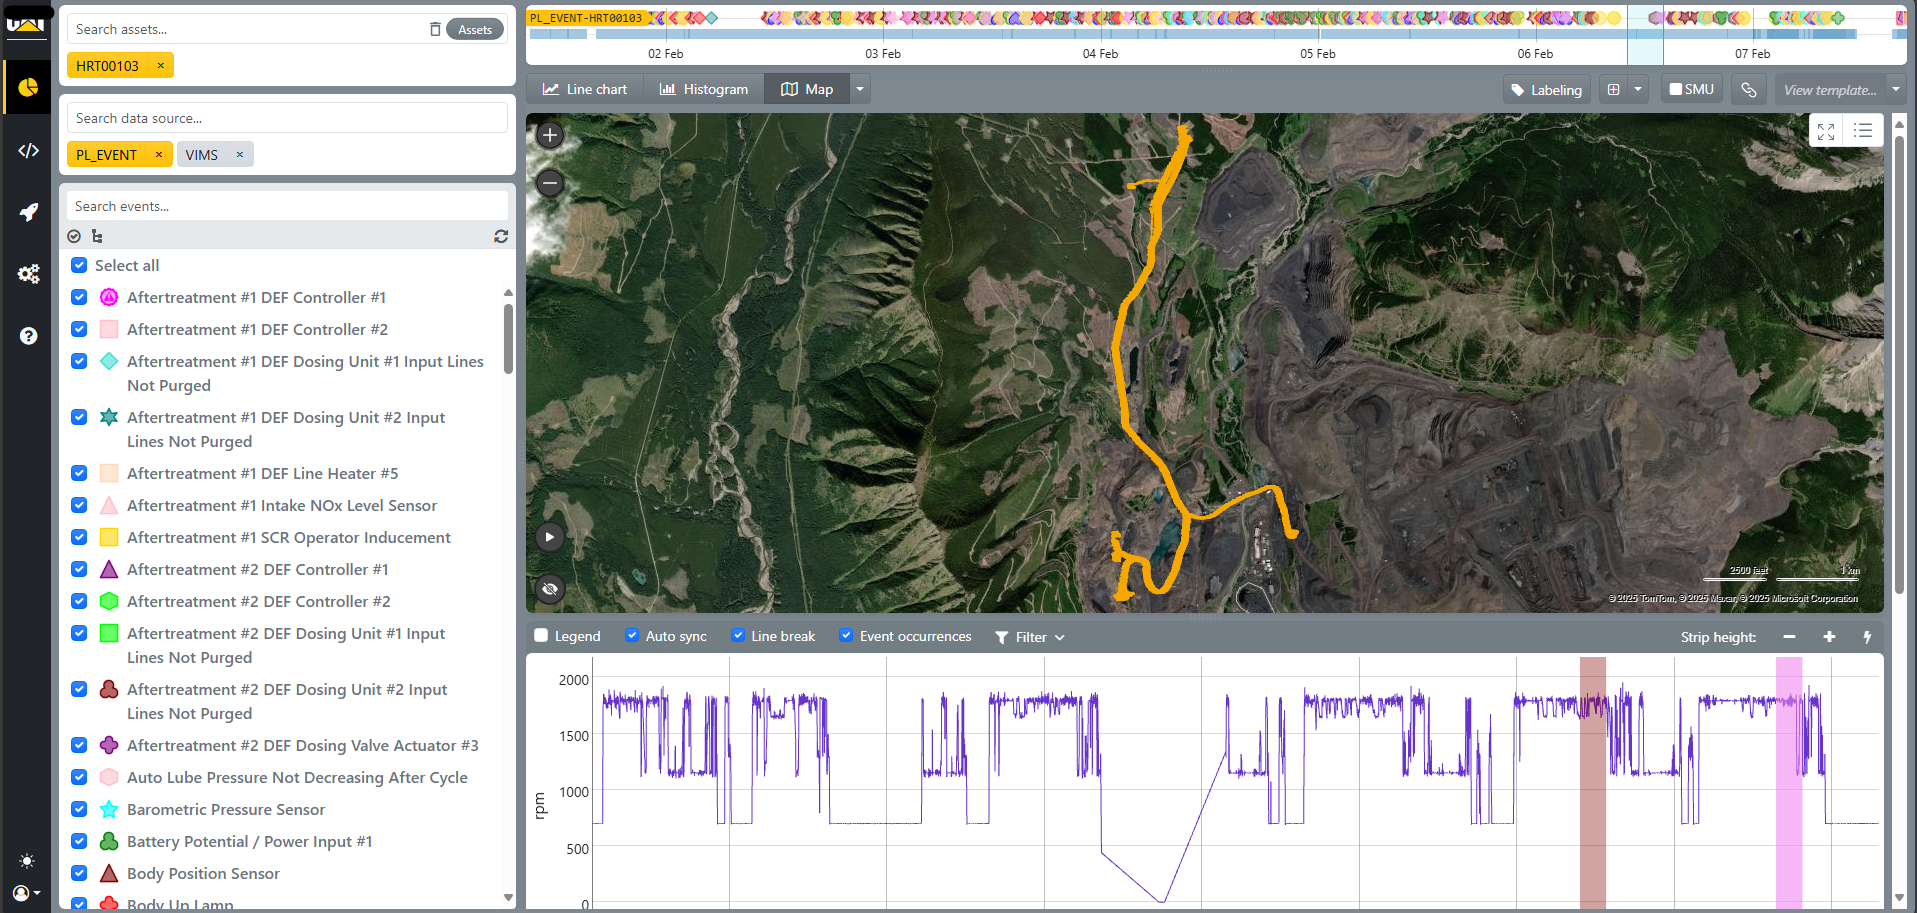 CAT
Search assets...
Assets
HRT00103 ×
Search data source...
PL_EVENT × VIMS ×
Search events...
Select all
Aftertreatment #1 DEF Controller #1
Aftertreatment #1 DEF Controller #2
Aftertreatment #1 DEF Dosing Unit #1 Input Lines
Not Purged
Aftertreatment #1 DEF Dosing Unit #2 Input
Lines Not Purged
Aftertreatment #1 DEF Line Heater #5
Aftertreatment #1 Intake NOx Level Sensor
Aftertreatment #1 SCR Operator Inducement
Aftertreatment #2 DEF Controller #1
Aftertreatment #2 DEF Controller #2
Aftertreatment #2 DEF Dosing Unit #1 Input
Lines Not Purged
Aftertreatment #2 DEF Dosing Unit #2 Input
Lines Not Purged
Aftertreatment #2 DEF Dosing Valve Actuator #3
Auto Lube Pressure Not Decreasing After Cycle
Barometric Pressure Sensor
Battery Potential / Power Input #1
Body Position Sensor
Body Up Lamp
PL_EVENT-HRT00103
02 Feb 03 Feb 04 Feb 05 Feb 06 Feb 07 Feb
Line chart Histogram Map
Labeling SMU View template...
2500 feet 1 km
© 2025 TomTom, © 2025 Maxar, © 2025 Microsoft Corporation
Legend Auto sync Line break Event occurrences Filter Strip height:
2000
1500
1000
500
0
rpm